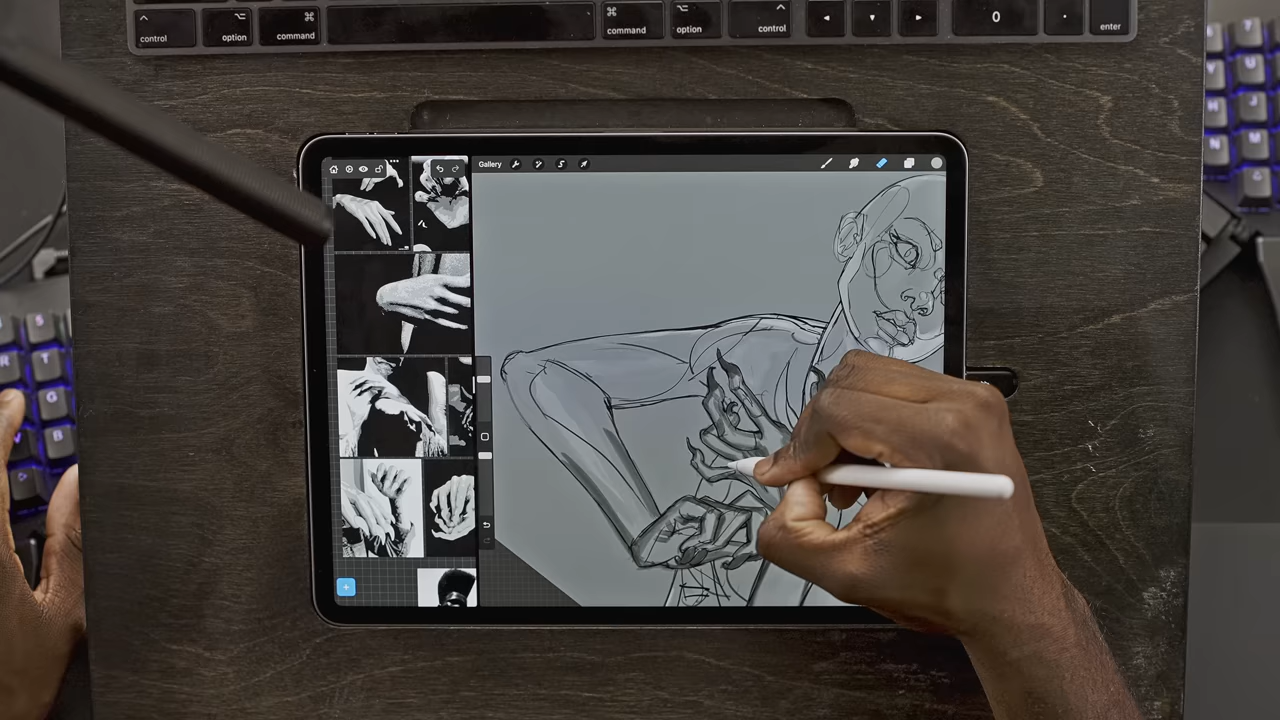 control
option
command
command
option
control
0
.
enter
Gallery
Y
U
H
J
N
M
C
S
R
T
G
V
B